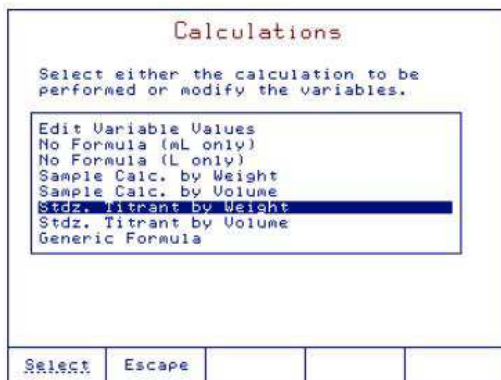 Calculations
Select either the calculation to be
performed or modify the variables.
Edit Variable Values
No Formula (mL only)
No Formula (L only)
Sample Calc. by Weight
Sample Calc. by Volume
Stdz. Titrant by Weight
Stdz. Titrant by Volume
Generic Formula
Select Escape